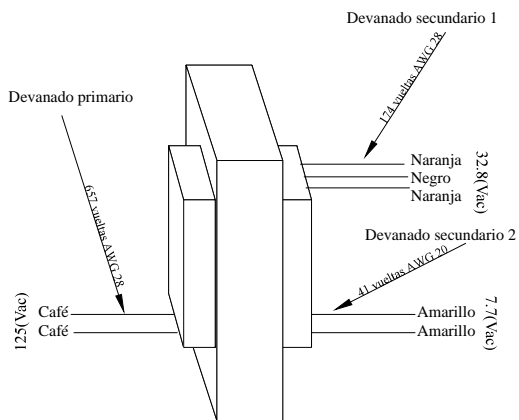 Devanado secundario 1
174 vueltas AWG 28
Devanado primario
657 vueltas AWG 28
Naranja
Negro
Naranja
32.8(Vac)
Devanado secundario 2
41 vueltas AWG 20
125(Vac)
Café
Café
Amarillo
Amarillo
7.7(Vac)